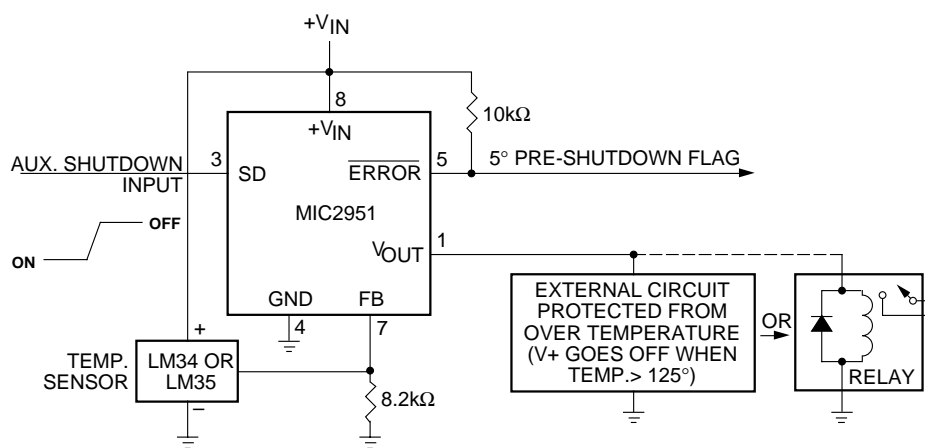 +VIN
8
+VIN
10kΩ
AUX. SHUTDOWN
INPUT
3
SD
ERROR
5
5° PRE-SHUTDOWN FLAG
MIC2951
OFF
ON
VOUT
1
GND
FB
4
7
EXTERNAL CIRCUIT
PROTECTED FROM
OVER TEMPERATURE
(V+ GOES OFF WHEN
TEMP.> 125°)
OR
RELAY
+
TEMP.
SENSOR
LM34 OR
LM35
–
8.2kΩ